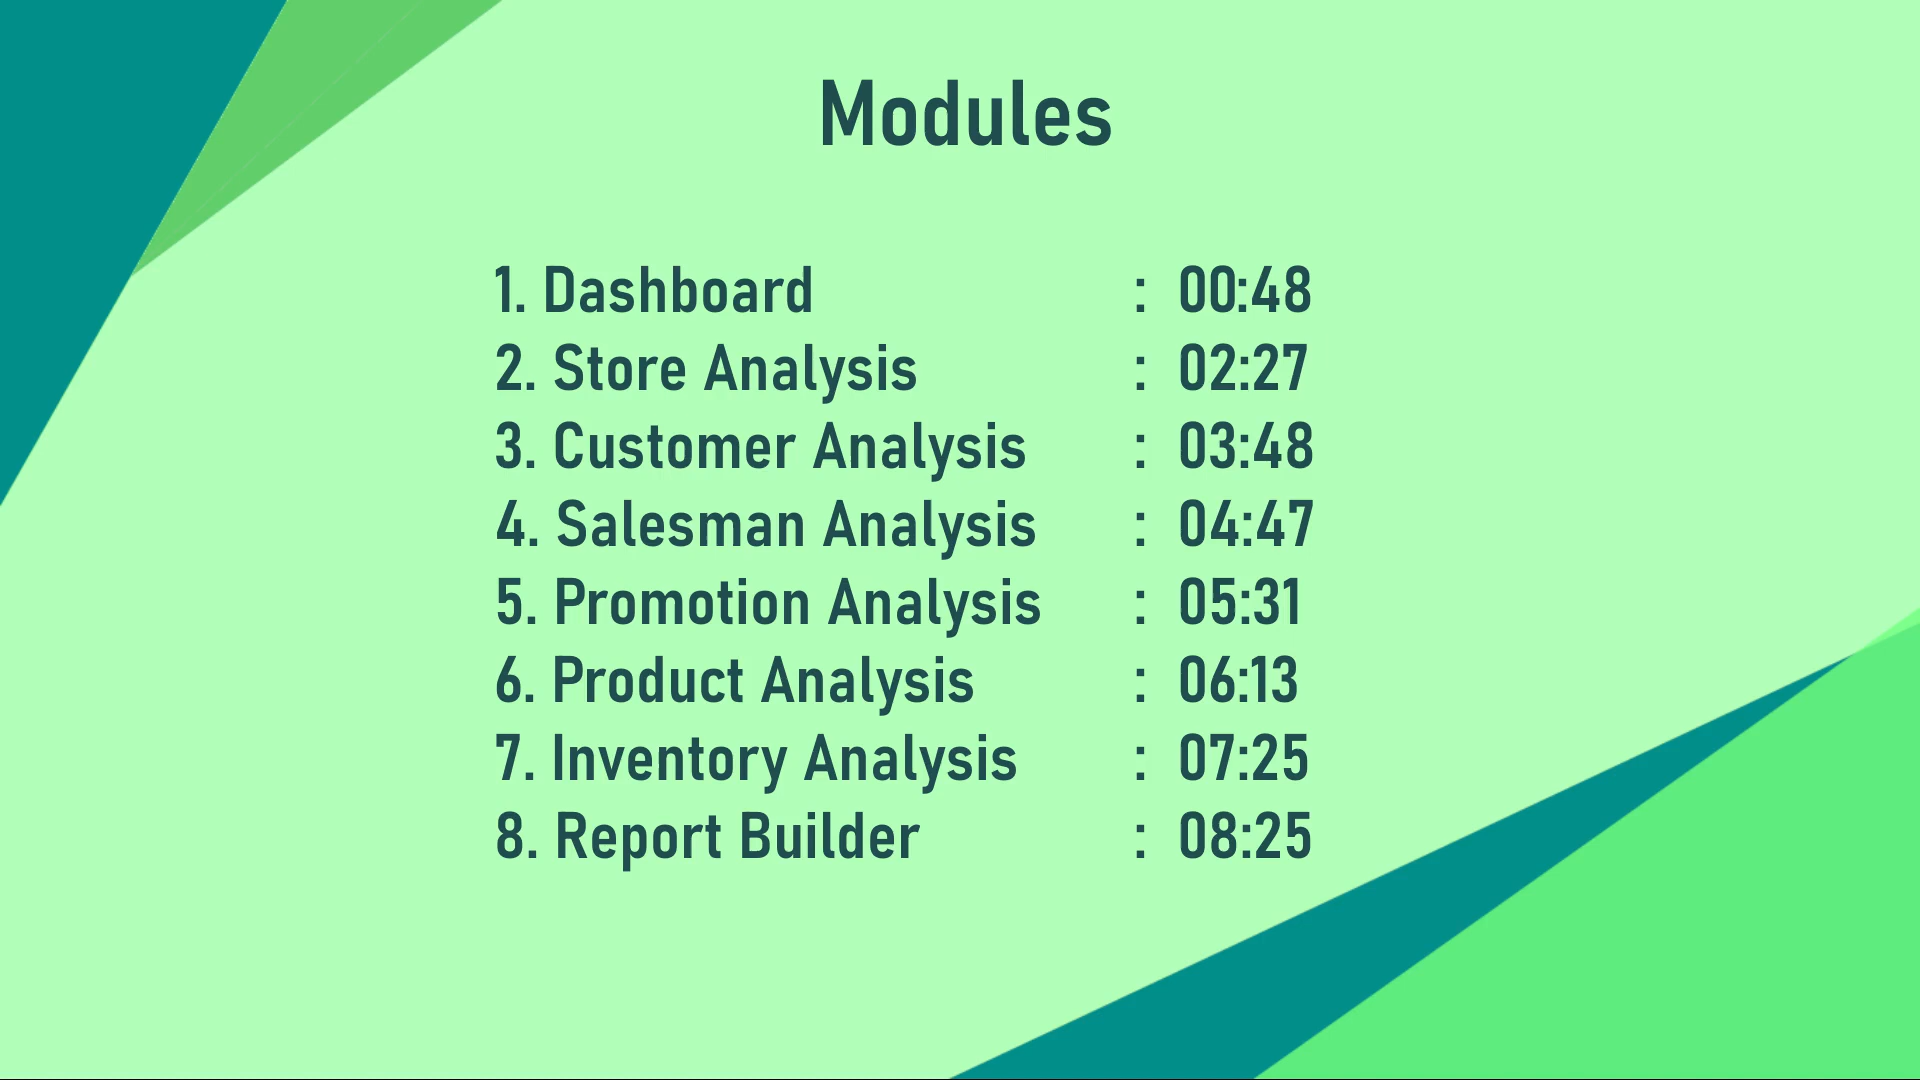 Modules
1. Dashboard : 00:48
2. Store Analysis : 02:27
3. Customer Analysis : 03:48
4. Salesman Analysis : 04:47
5. Promotion Analysis : 05:31
6. Product Analysis : 06:13
7. Inventory Analysis : 07:25
8. Report Builder : 08:25